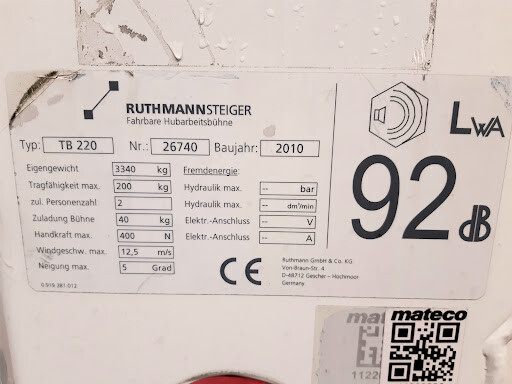 RUTHMANNSTEIGER
Fahrbare Hubarbeitsbühne
Typ: TB 220 Nr.: 26740 Baujahr: 2010
Eigengewicht 3340 kg
Tragfähigkeit max. 200 kg
zul. Personenzahl 2
Zuladung Bühne 40 kg
Handkraft max. 400 N
Windgeschw. max. 12,5 m/s
Neigung max. 5 Grad
Fremdenergie:
Hydraulik max. -- bar
Hydraulik max. -- dm³/min
Elektr.-Anschluss -- V
Elektr.-Anschluss -- A
CE
Ruthmann GmbH & Co. KG
Von-Braun-Str. 4
D-48712 Gescher - Hochmoor
Germany
LWA
92 dB
mateco